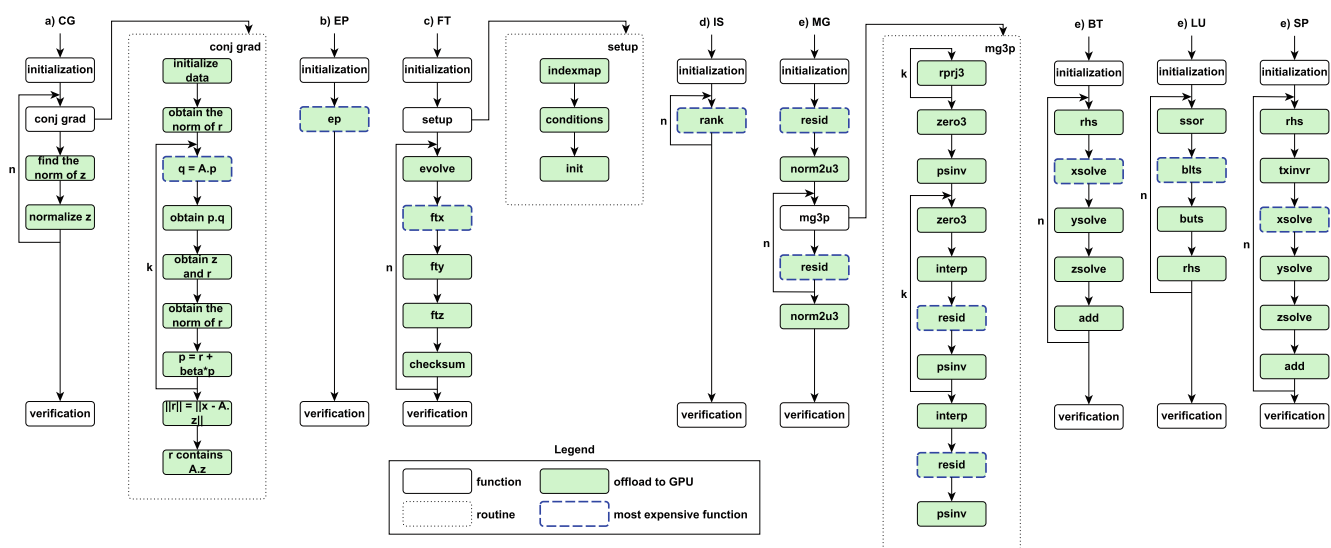 a) CG
initialization
conj grad
find the
norm of z
normalize z
n
verification
conj grad
initialize
data
obtain the
norm of r
q = A.p
obtain p.q
obtain z
and r
obtain the
norm of r
p = r +
beta*p
k
||r|| = ||x - A.
z||
r contains
A.z
b) EP
initialization
ep
verification
c) FT
initialization
setup
evolve
ftx
fty
ftz
checksum
n
verification
setup
indexmap
conditions
init
d) IS
initialization
rank
n
verification
e) MG
initialization
resid
norm2u3
mg3p
resid
n
norm2u3
verification
mg3p
rprj3
k
zero3
psinv
zero3
interp
resid
psinv
k
interp
resid
psinv
e) BT
initialization
rhs
xsolve
ysolve
zsolve
add
n
verification
e) LU
initialization
ssor
blts
buts
rhs
n
verification
e) SP
initialization
rhs
txinvr
xsolve
ysolve
zsolve
add
n
verification
Legend
function
offload to GPU
routine
most expensive function